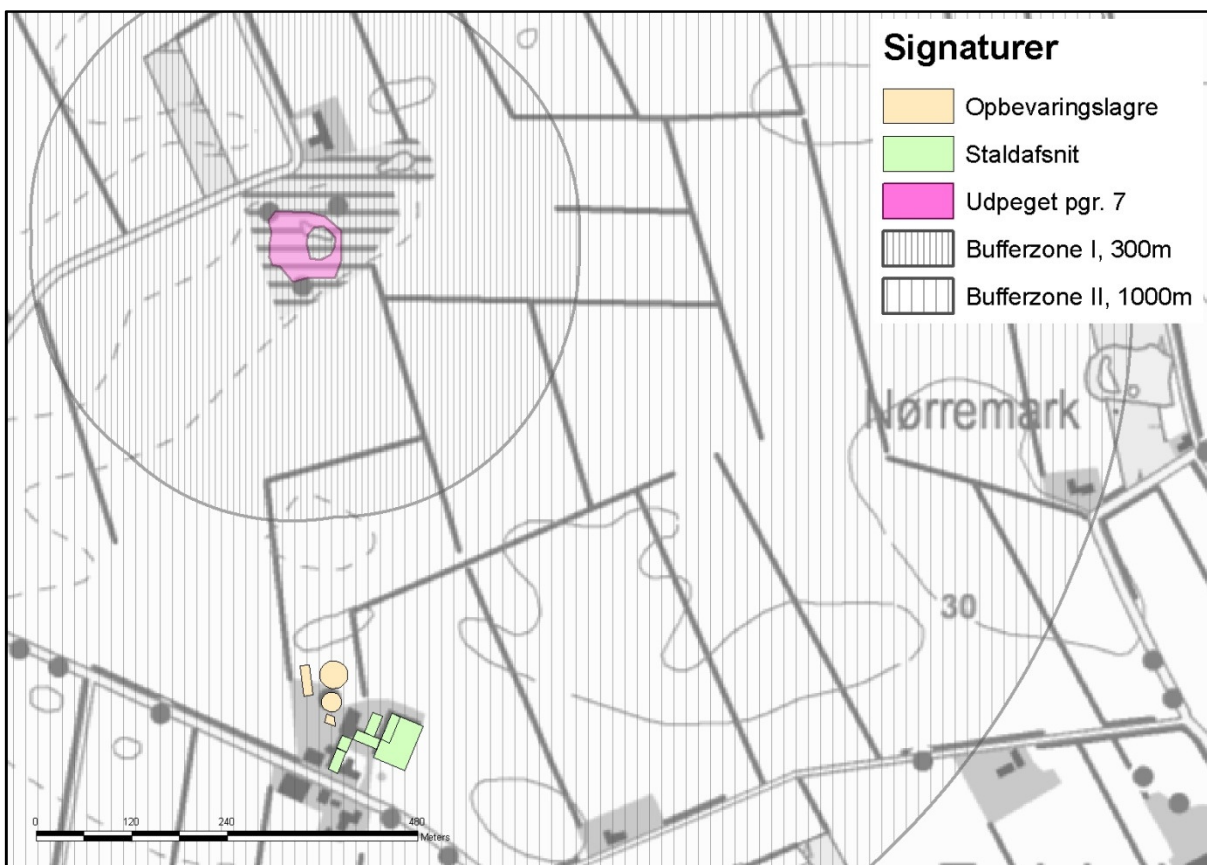 Signaturer
Opbevaringslagre
Staldafsnit
Udpeget pgr. 7
Bufferzone I, 300m
Bufferzone II, 1000m
Nørremark
30
0 120 240 480
Meters